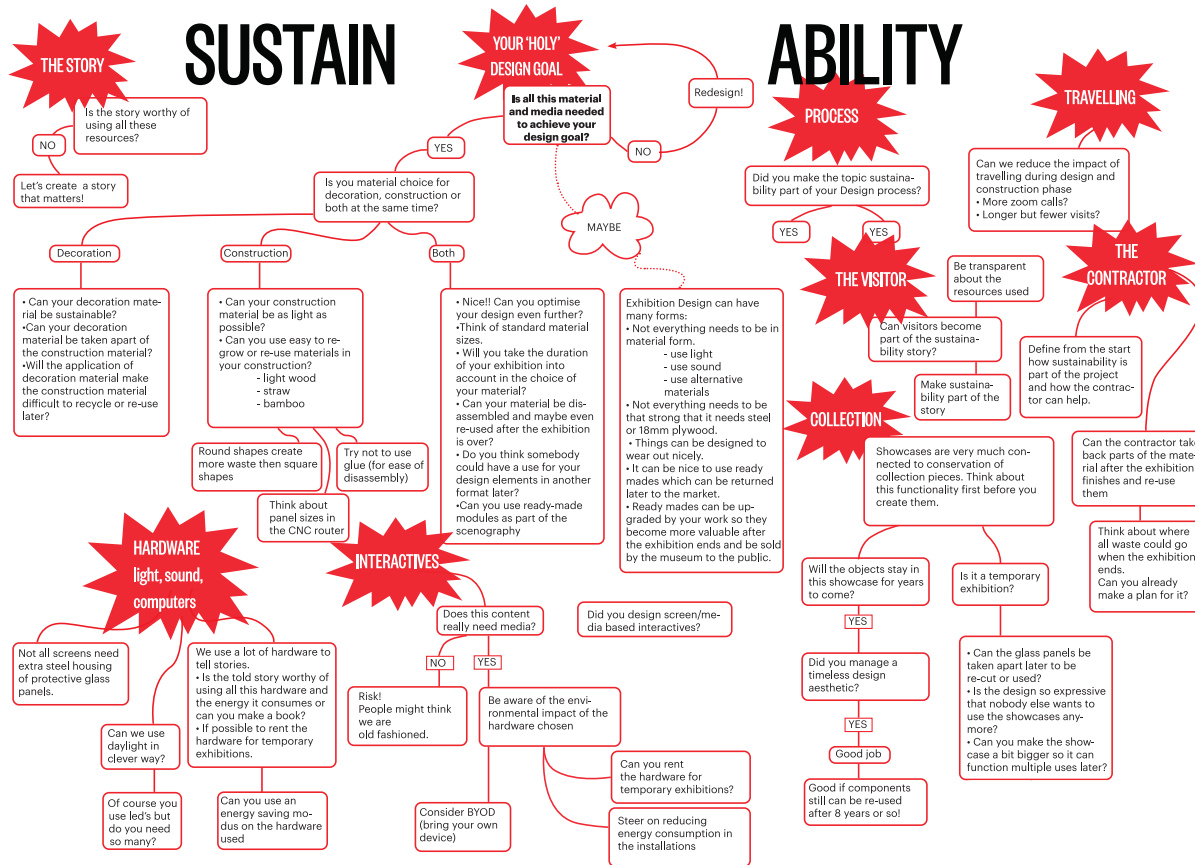 SUSTAIN
ABILITY
THE STORY
Is the story worthy of
using all these
resources?
NO
Let's create a story
that matters!
YOUR 'HOLY'
DESIGN GOAL
Is all this material
and media needed
to achieve your
design goal?
Redesign!
NO
YES
MAYBE
Is you material choice for
decoration, construction or
both at the same time?
Decoration
Construction
Both
• Can your decoration mate-
rial be sustainable?
•Can your decoration
material be taken apart of
the construction material?
•Will the application of
decoration material make
the construction material
difficult to recycle or re-use
later?
• Can your construction
material be as light as
possible?
• Can you use easy to re-
grow or re-use materials in
your construction?
- light wood
- straw
- bamboo
Round shapes create
more waste then square
shapes
Try not to use
glue (for ease of
disassembly)
Think about
panel sizes in
the CNC router
• Nice!! Can you optimise
your design even further?
•Think of standard material
sizes.
• Will you take the duration
of your exhibition into
account in the choice of
your material?
• Can your material be dis-
assembled and maybe even
re-used after the exhibition
is over?
• Do you think somebody
could have a use for your
design elements in another
format later?
•Can you use ready-made
modules as part of the
scenography
Exhibition Design can have
many forms:
• Not everything needs to be in
material form.
- use light
- use sound
- use alternative
materials
• Not everything needs to be
that strong that it needs steel
or 18mm plywood.
• Things can be designed to
wear out nicely.
• It can be nice to use ready
mades which can be returned
later to the market.
• Ready mades can be up-
graded by your work so they
become more valuable after
the exhibition ends and be sold
by the museum to the public.
PROCESS
Did you make the topic sustaina-
bility part of your Design process?
YES
YES
THE VISITOR
Be transparent
about the
resources used
Can visitors become
part of the sustaina-
bility story?
Make sustaina-
bility part of the
story
TRAVELLING
Can we reduce the impact of
travelling during design and
construction phase
• More zoom calls?
• Longer but fewer visits?
THE
CONTRACTOR
Define from the start
how sustainability is
part of the project
and how the contrac-
tor can help.
Can the contractor take
back parts of the mate-
rial after the exhibition
finishes and re-use
them
Think about where
all waste could go
when the exhibition
ends.
Can you already
make a plan for it?
COLLECTION
Showcases are very much con-
nected to conservation of
collection pieces. Think about
this functionality first before you
create them.
Will the objects stay in
this showcase for years
to come?
YES
Did you manage a
timeless design
aesthetic?
YES
Good job
Good if components
still can be re-used
after 8 years or so!
Is it a temporary
exhibition?
• Can the glass panels be
taken apart later to be
re-cut or used?
• Is the design so expressive
that nobody else wants to
use the showcases any-
more?
• Can you make the show-
case a bit bigger so it can
function multiple uses later?
HARDWARE
light, sound,
computers
Not all screens need
extra steel housing
of protective glass
panels.
Can we use
daylight in
clever way?
Of course you
use led's but
do you need
so many?
We use a lot of hardware to
tell stories.
• Is the told story worthy of
using all this hardware and
the energy it consumes or
can you make a book?
• If possible to rent the
hardware for temporary
exhibitions.
Can you use an
energy saving mo-
dus on the hardware
used
INTERACTIVES
Does this content
really need media?
Did you design screen/me-
dia based interactives?
NO
YES
Risk!
People might think
we are
old fashioned.
Be aware of the envi-
ronmental impact of the
hardware chosen
Can you rent
the hardware for
temporary exhibitions?
Consider BYOD
(bring your own
device)
Steer on reducing
energy consumption in
the installations